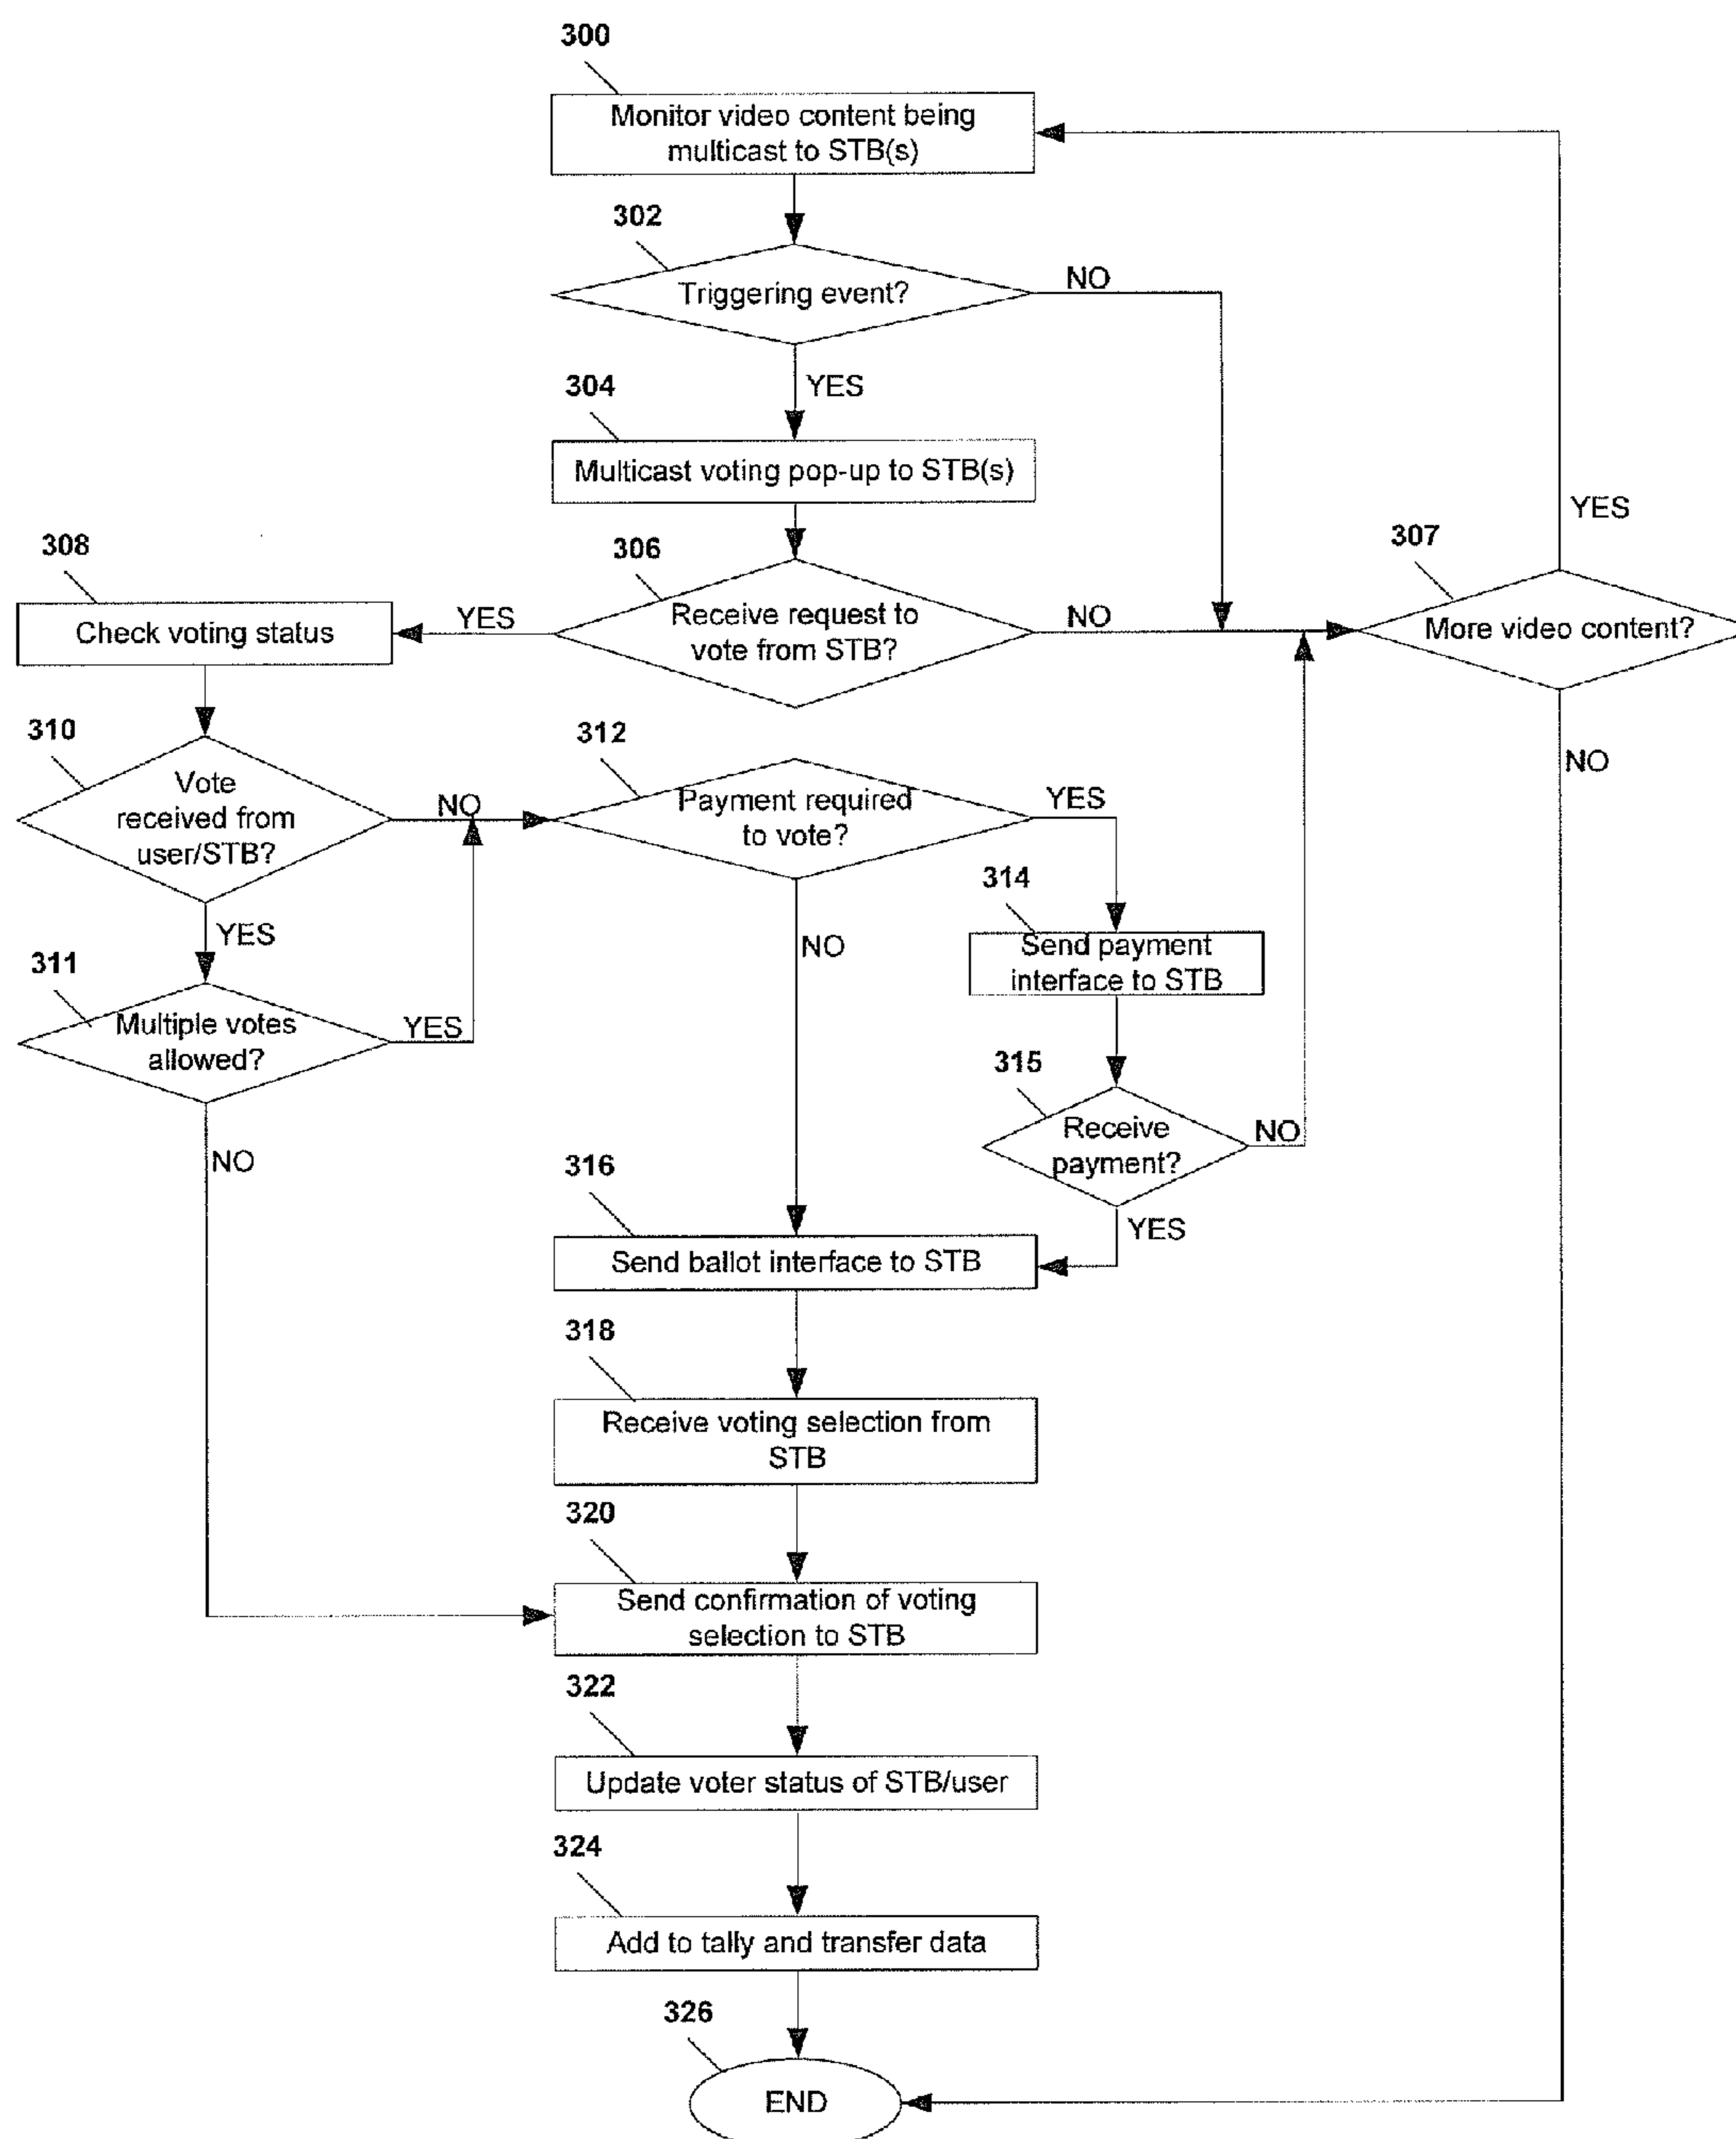 300
Monitor video content being
multicast to STB(s)
302
Triggering event?
NO
YES
304
Multicast voting pop-up to STB(s)
YES
307
308
306
Check voting status
YES
Receive request to
vote from STB?
NO
More video content?
310
312
NO
Vote
received from
user/STB?
NO
Payment required
to vote?
YES
314
YES
NO
Send payment
interface to STB
311
Multiple votes
allowed?
YES
315
Receive
payment?
NO
NO
316
YES
Send ballot interface to STB
318
Receive voting selection from
STB
320
Send confirmation of voting
selection to STB
322
Update voter status of STB/user
324
Add to tally and transfer data
326
END